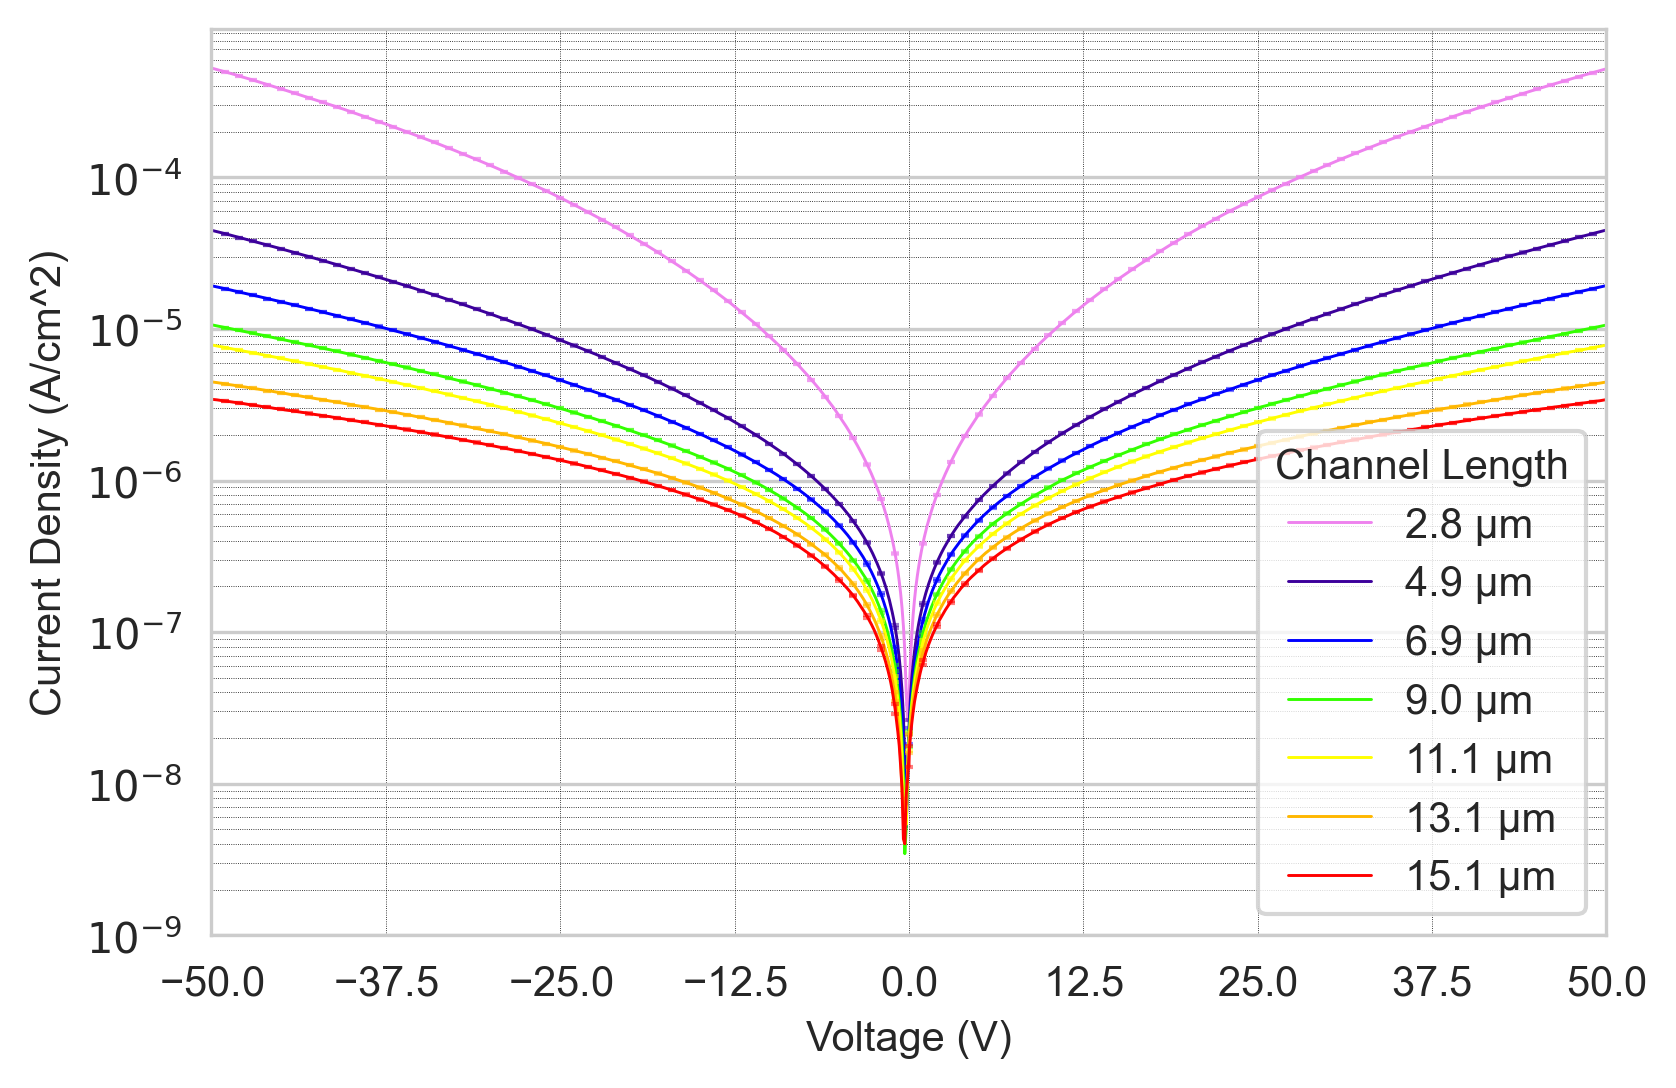 Current Density (A/cm^2)
10⁻⁴
10⁻⁵
10⁻⁶
10⁻⁷
10⁻⁸
10⁻⁹
Channel Length
2.8 µm
4.9 µm
6.9 µm
9.0 µm
11.1 µm
13.1 µm
15.1 µm
−50.0 −37.5 −25.0 −12.5 0.0 12.5 25.0 37.5 50.0
Voltage (V)